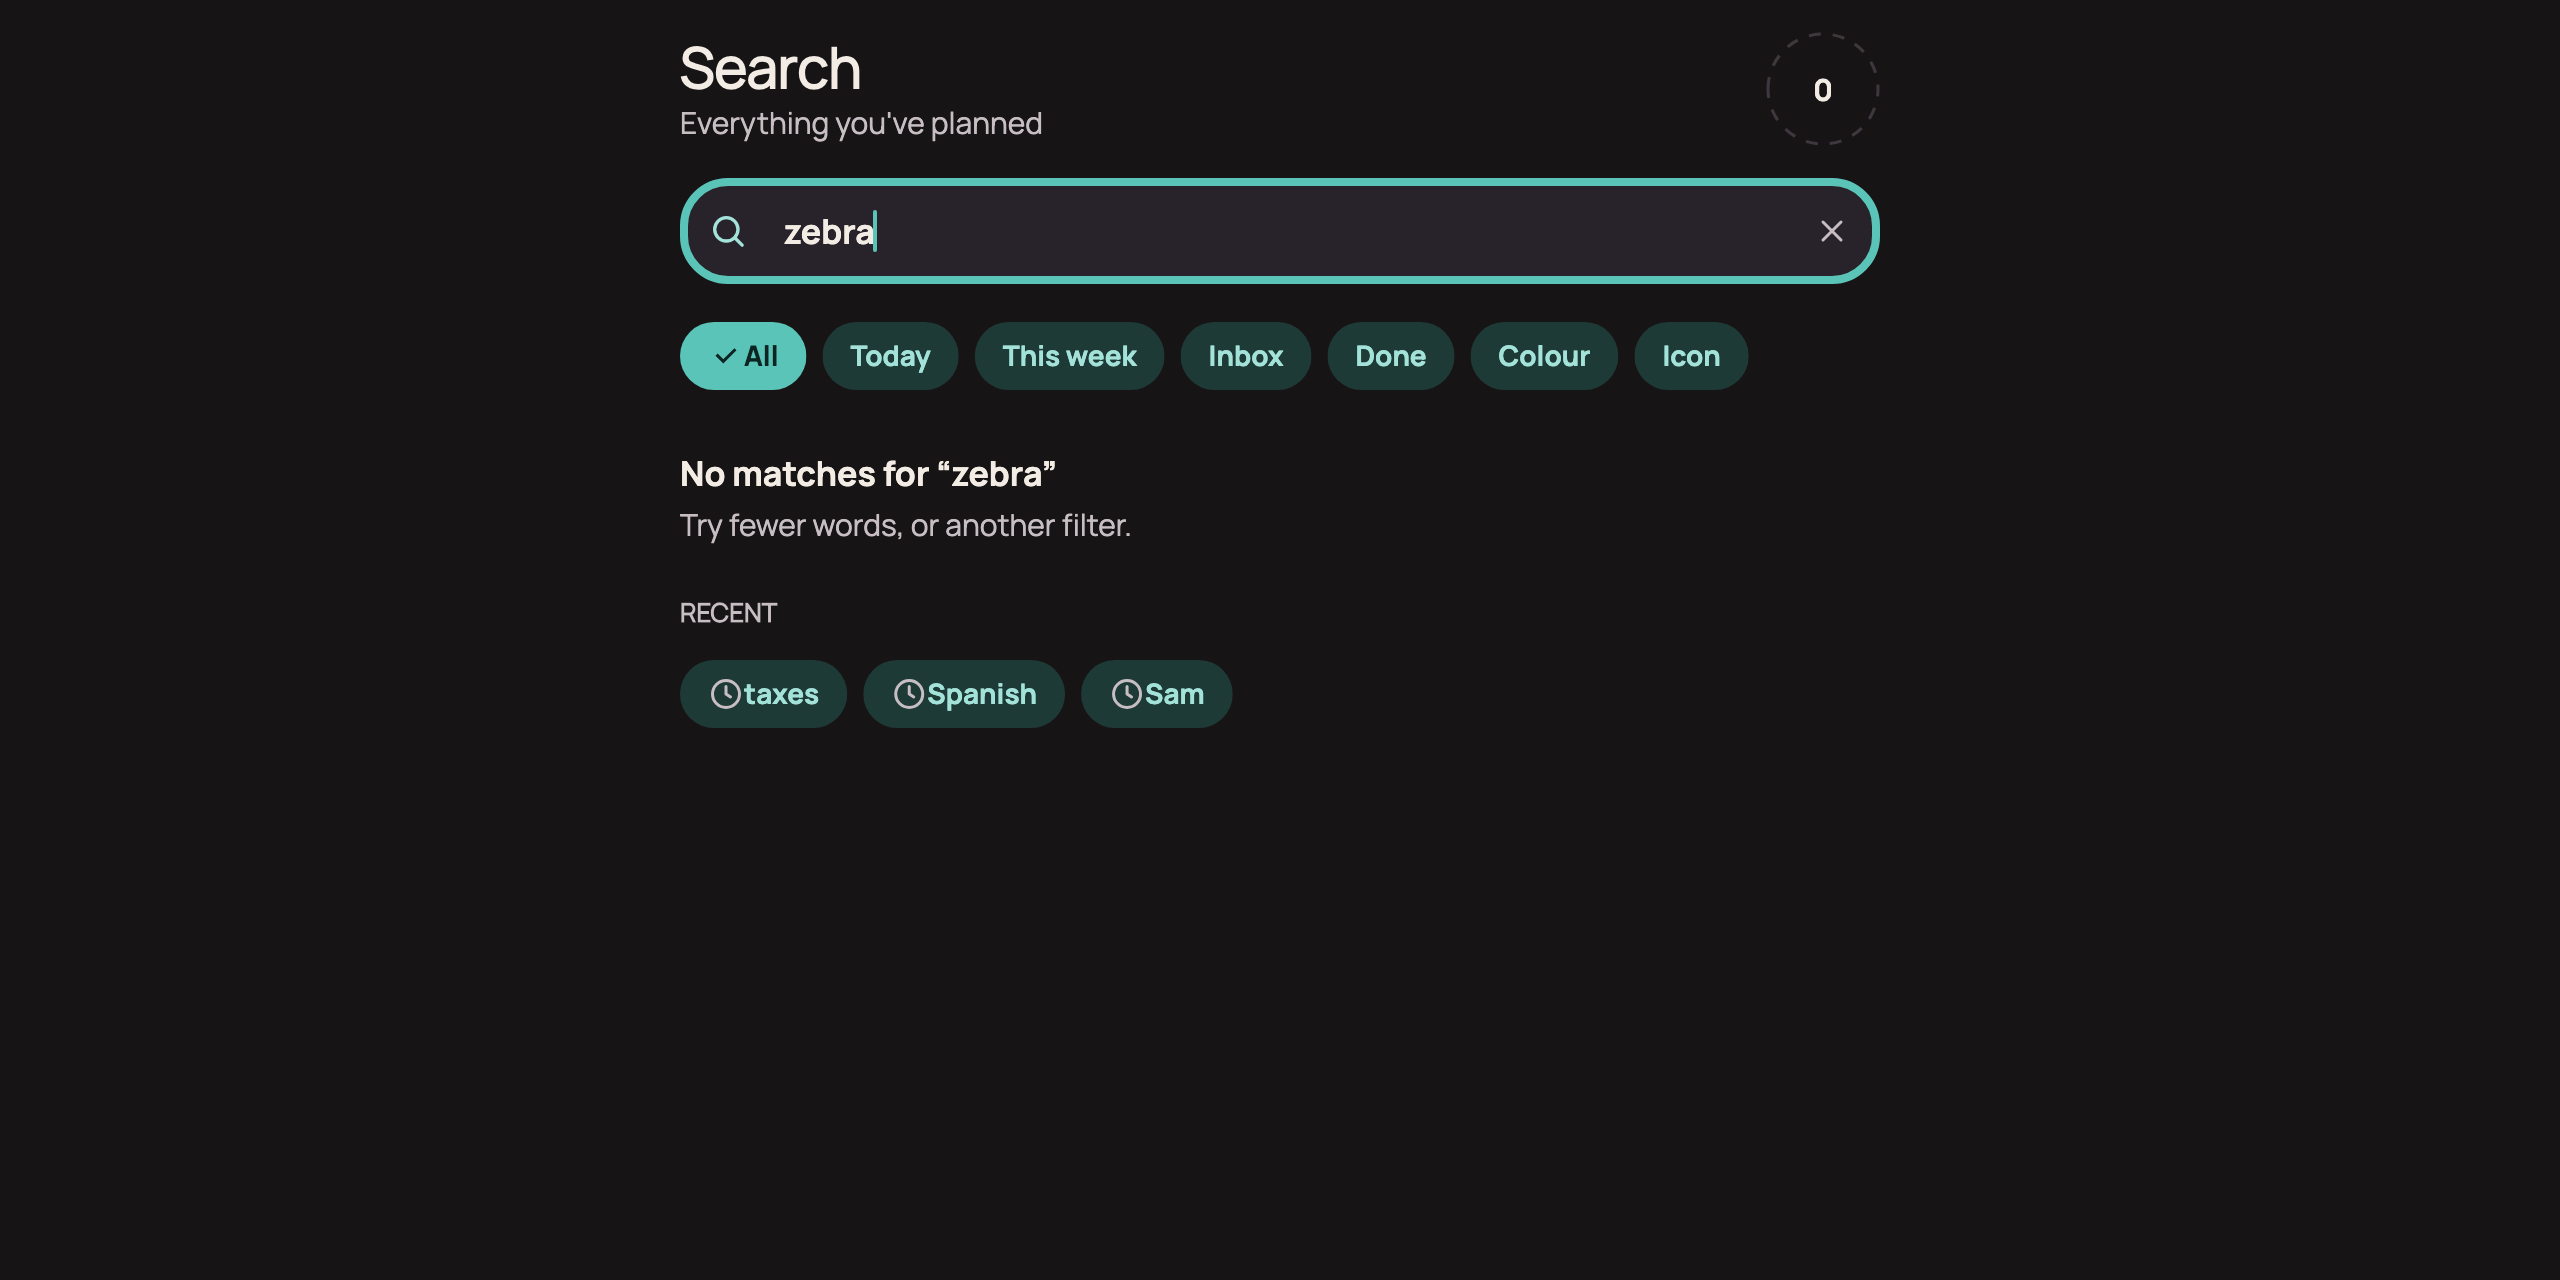 Search
Everything you've planned
0
zebra
All Today This week Inbox Done Colour Icon
No matches for “zebra”
Try fewer words, or another filter.
RECENT
taxes Spanish Sam